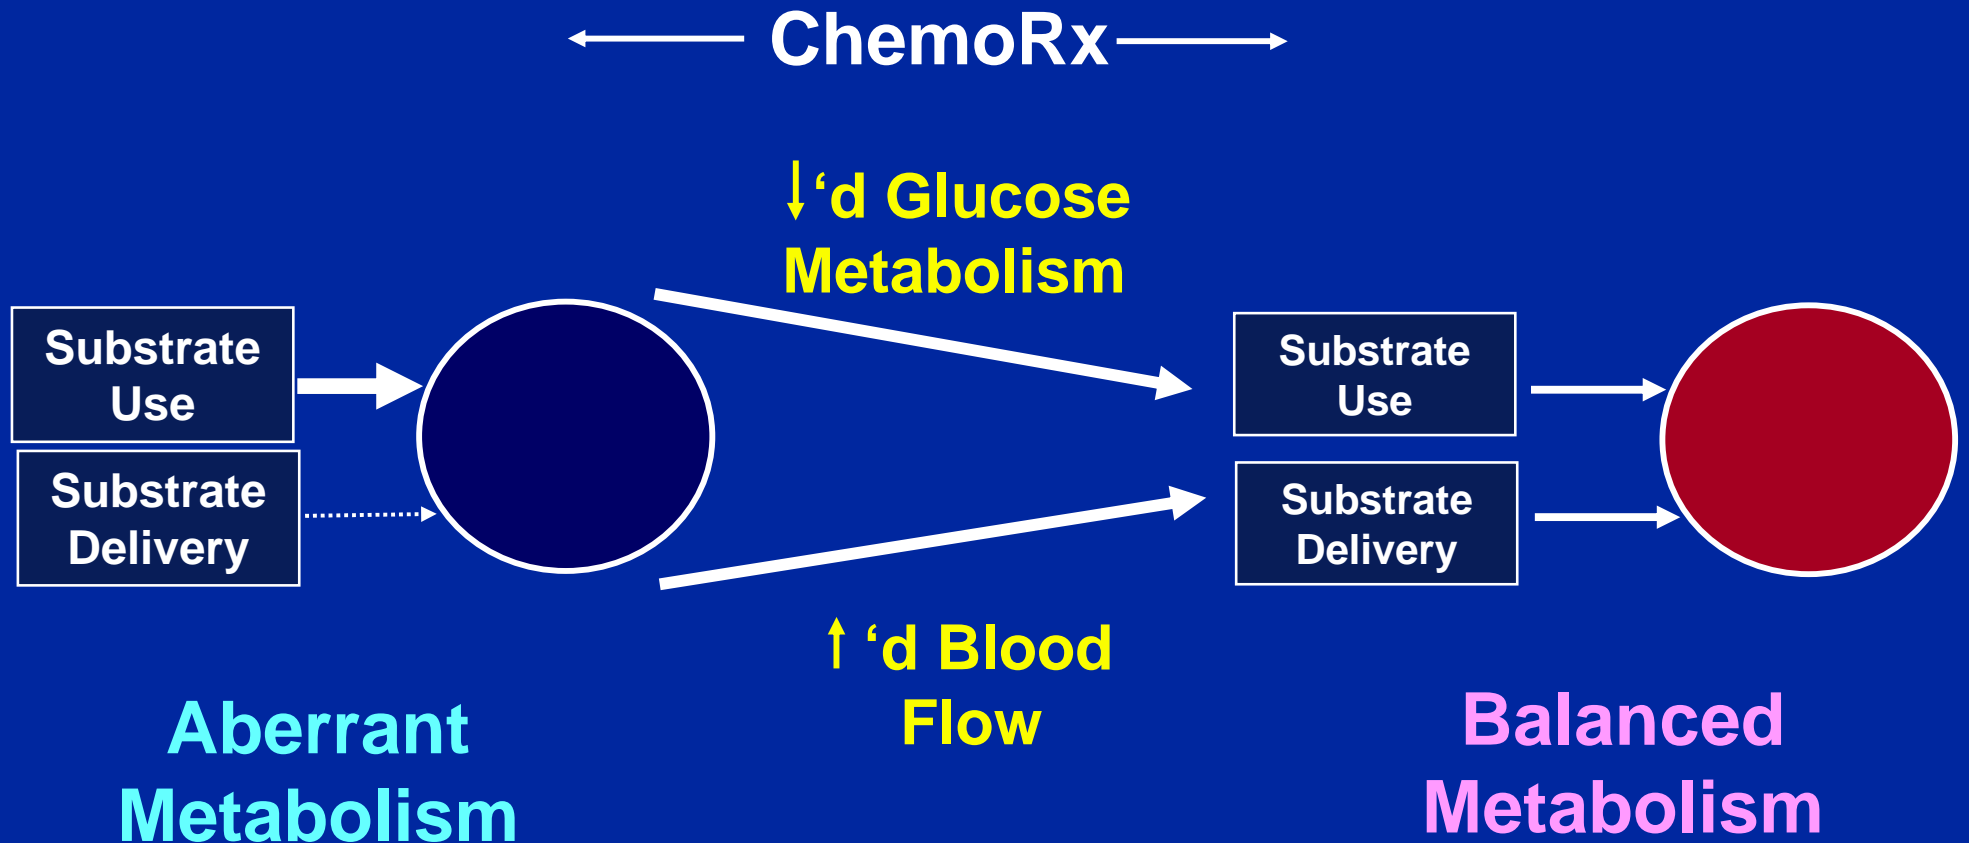 ChemoRx
↓‘d Glucose
Metabolism
Substrate
Use
Substrate
Delivery
Substrate
Use
Substrate
Delivery
↑ ‘d Blood
Flow
Aberrant
Metabolism
Balanced
Metabolism